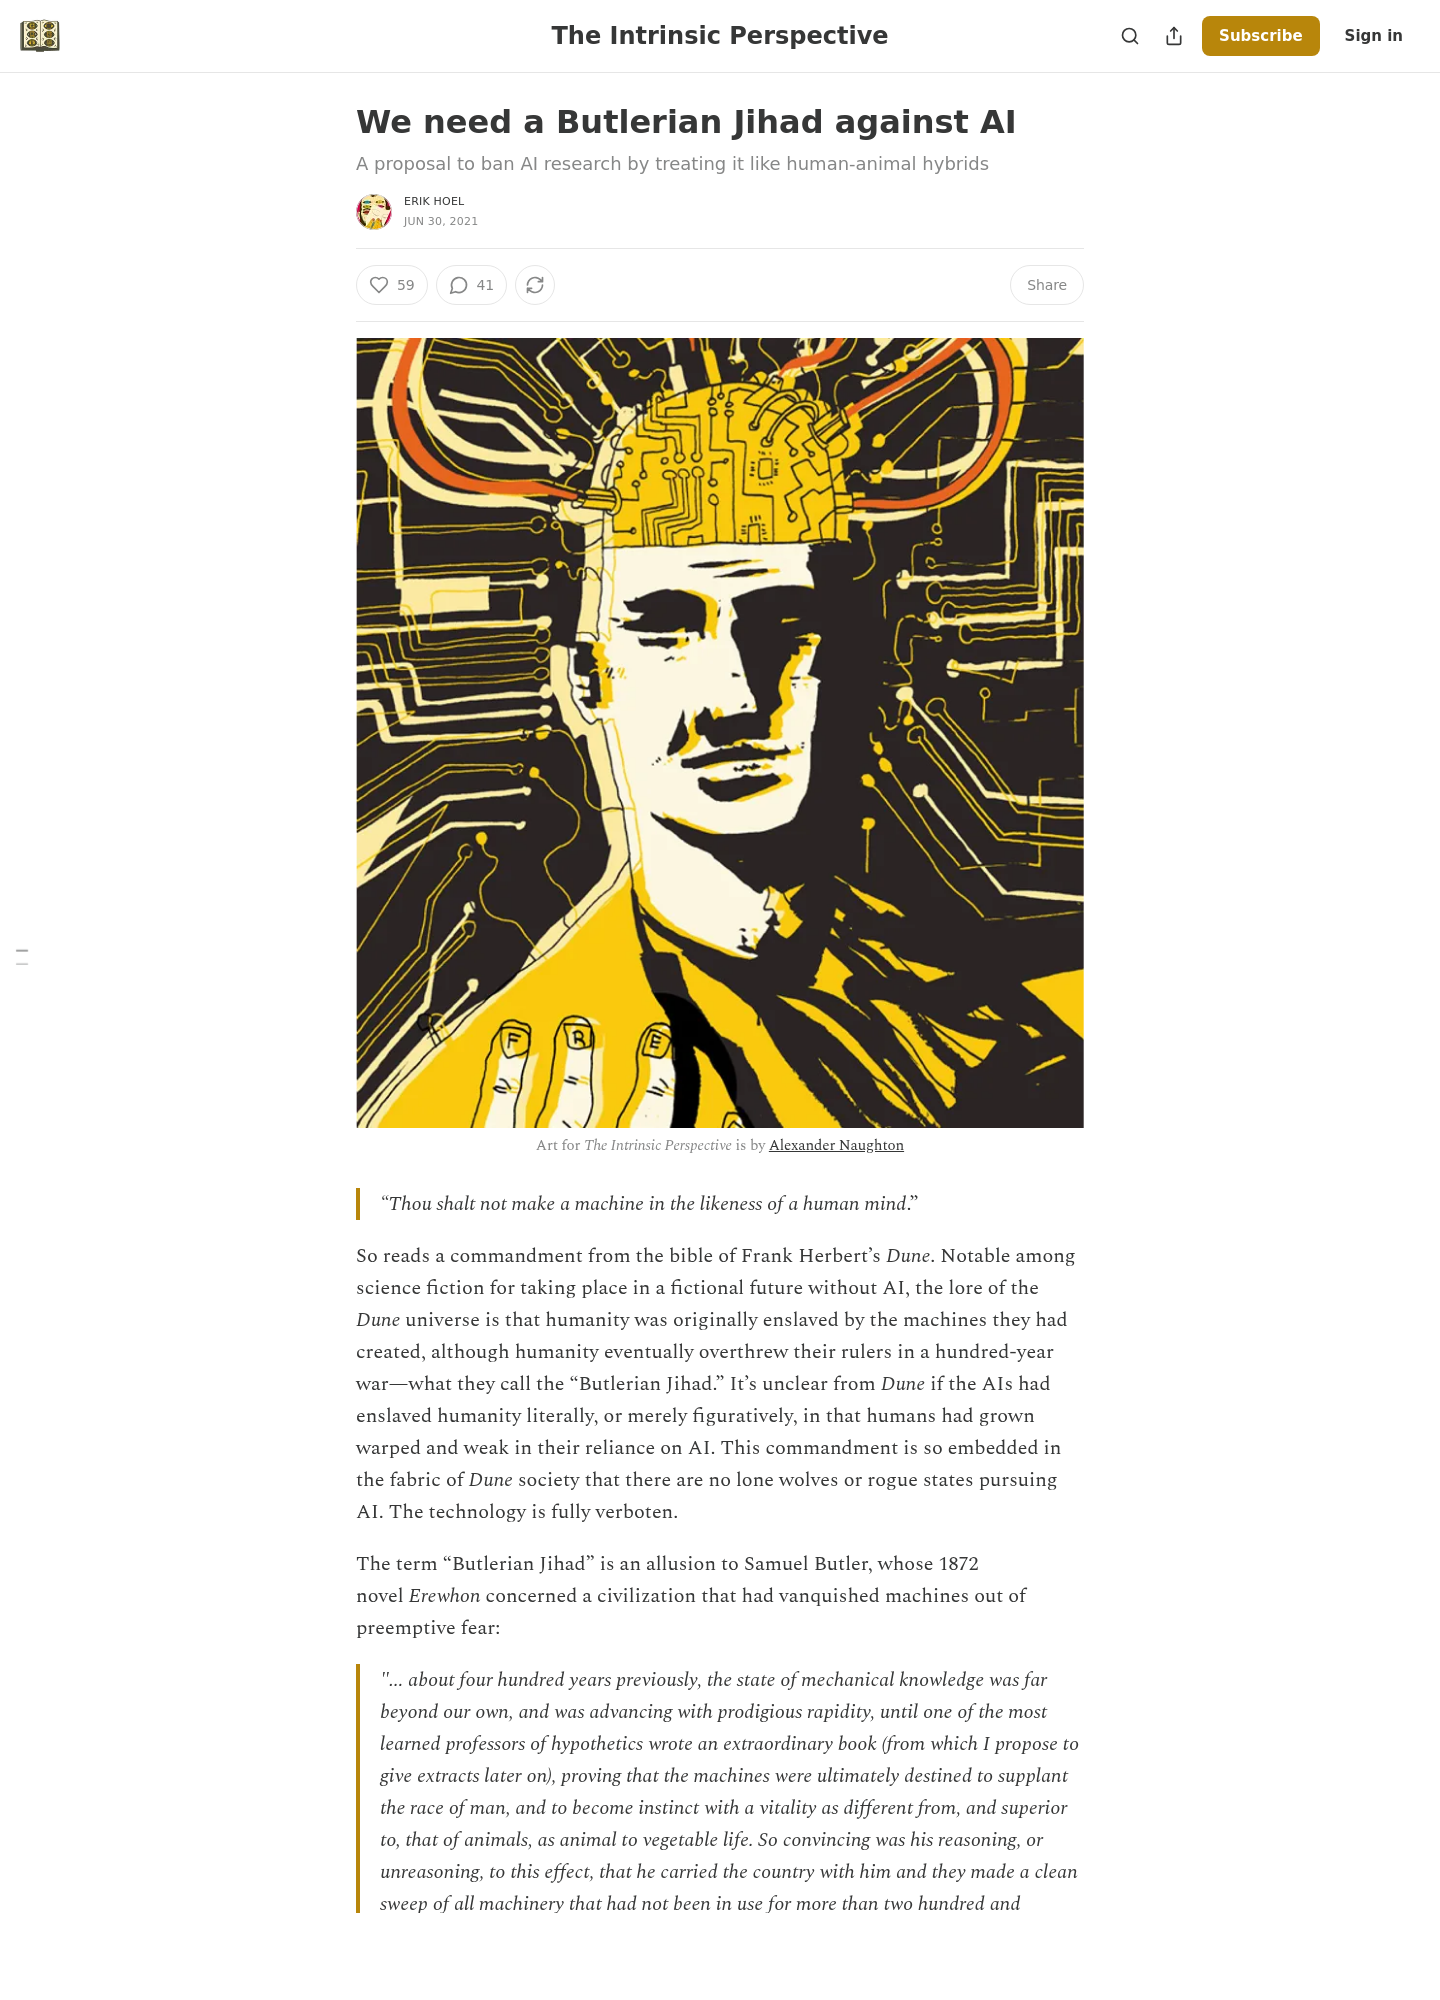 The Intrinsic Perspective
Subscribe
Sign in
We need a Butlerian Jihad against AI
A proposal to ban AI research by treating it like human-animal hybrids
ERIK HOEL
JUN 30, 2021
59
41
Share
F R E
Art for The Intrinsic Perspective is by Alexander Naughton
“Thou shalt not make a machine in the likeness of a human mind.”
So reads a commandment from the bible of Frank Herbert’s Dune. Notable among
science fiction for taking place in a fictional future without AI, the lore of the
Dune universe is that humanity was originally enslaved by the machines they had
created, although humanity eventually overthrew their rulers in a hundred-year
war—what they call the “Butlerian Jihad.” It’s unclear from Dune if the AIs had
enslaved humanity literally, or merely figuratively, in that humans had grown
warped and weak in their reliance on AI. This commandment is so embedded in
the fabric of Dune society that there are no lone wolves or rogue states pursuing
AI. The technology is fully verboten.
The term “Butlerian Jihad” is an allusion to Samuel Butler, whose 1872
novel Erewhon concerned a civilization that had vanquished machines out of
preemptive fear:
"... about four hundred years previously, the state of mechanical knowledge was far
beyond our own, and was advancing with prodigious rapidity, until one of the most
learned professors of hypothetics wrote an extraordinary book (from which I propose to
give extracts later on), proving that the machines were ultimately destined to supplant
the race of man, and to become instinct with a vitality as different from, and superior
to, that of animals, as animal to vegetable life. So convincing was his reasoning, or
unreasoning, to this effect, that he carried the country with him and they made a clean
sweep of all machinery that had not been in use for more than two hundred and